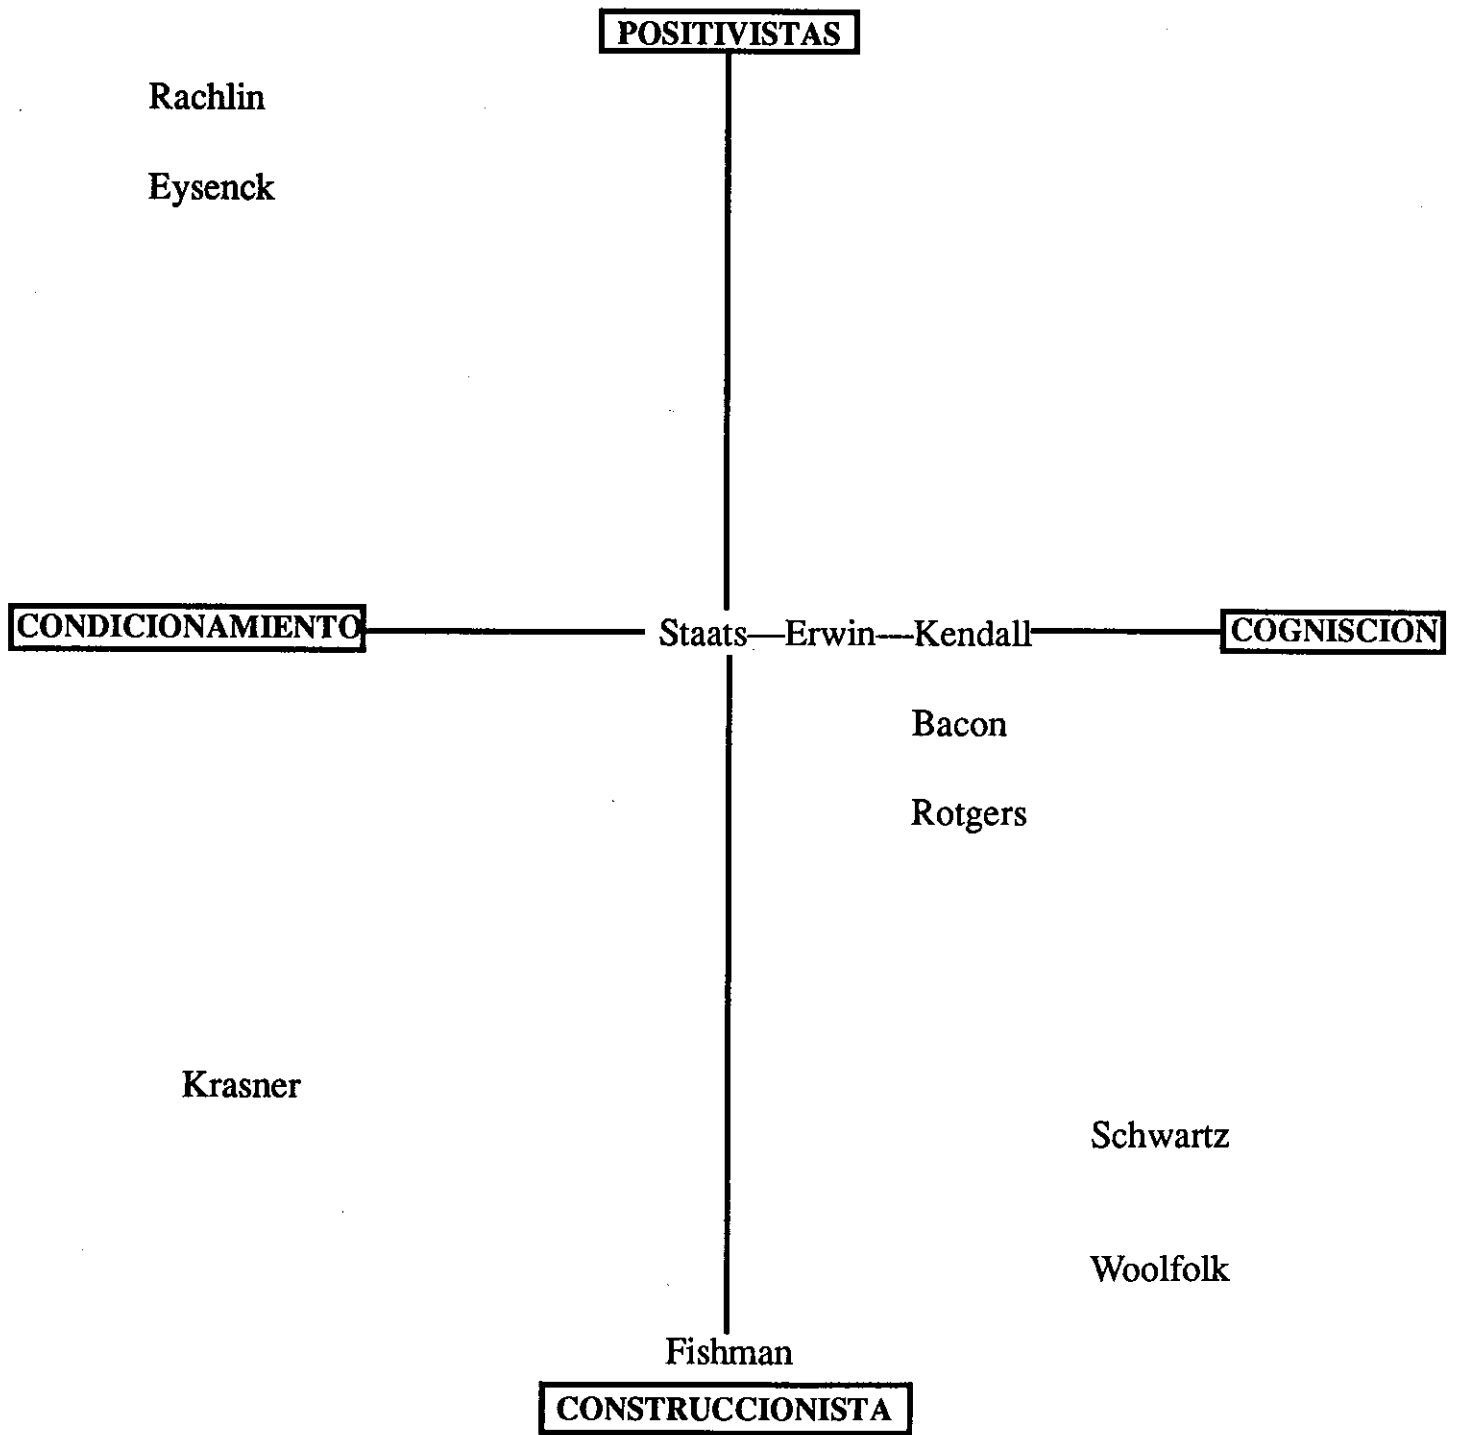 POSITIVISTAS
Rachlin
Eysenck
CONDICIONAMIENTO Staats—Erwin—Kendall COGNISCION
Bacon
Rotgers
Krasner
Schwartz
Woolfolk
Fishman
CONSTRUCCIONISTA